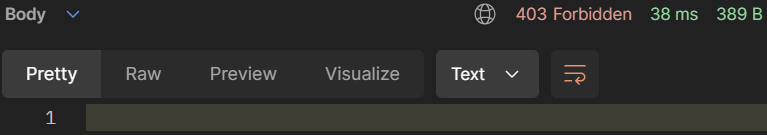 Body 403 Forbidden 38 ms 389 B
Pretty Raw Preview Visualize Text
1